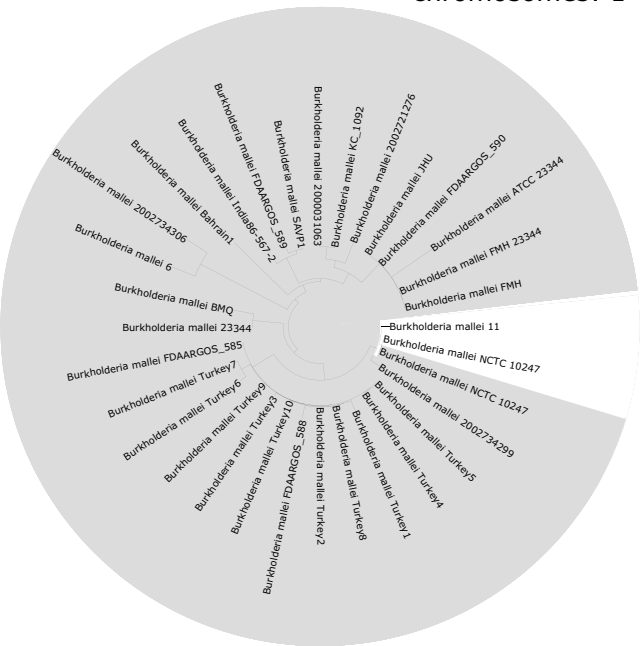 Burkholderia mallei 11
Burkholderia mallei NCTC 10247
Burkholderia mallei NCTC 10247
Burkholderia mallei 2002734299
Burkholderia mallei Turkey5
Burkholderia mallei Turkey4
Burkholderia mallei Turkey1
Burkholderia mallei Turkey8
Burkholderia mallei Turkey2
Burkholderia mallei FDAARGOS_588
Burkholderia mallei Turkey10
Burkholderia mallei Turkey3
Burkholderia mallei Turkey9
Burkholderia mallei Turkey6
Burkholderia mallei Turkey7
Burkholderia mallei FDAARGOS_585
Burkholderia mallei 23344
Burkholderia mallei BMQ
Burkholderia mallei 6
Burkholderia mallei 2002734306
Burkholderia mallei Bahrain1
Burkholderia mallei India86-567-2
Burkholderia mallei FDAARGOS_589
Burkholderia mallei SAVP1
Burkholderia mallei 2000031063
Burkholderia mallei KC_1092
Burkholderia mallei 2002721276
Burkholderia mallei JHU
Burkholderia mallei FDAARGOS_590
Burkholderia mallei ATCC 23344
Burkholderia mallei FMH 23344
Burkholderia mallei FMH